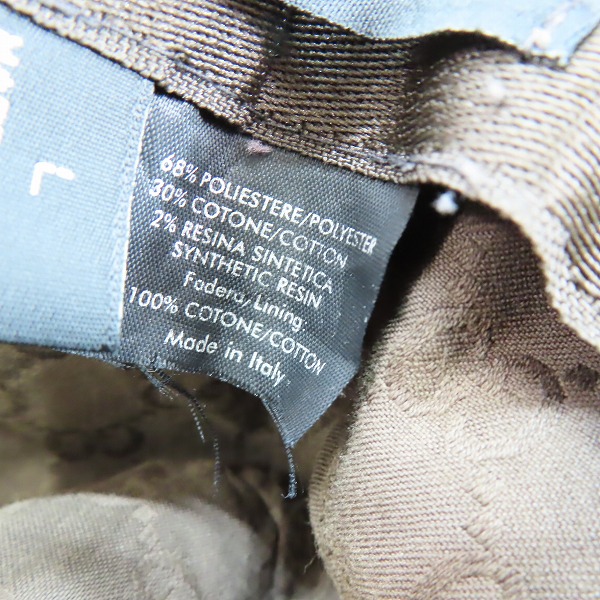 L
68% POLIESTERE/POLYESTER
30% COTONE/COTTON
2% RESINA SINTETICA
SYNTHETIC RESIN
Fodera/Lining
100% COTONE/COTTON
Made in Italy